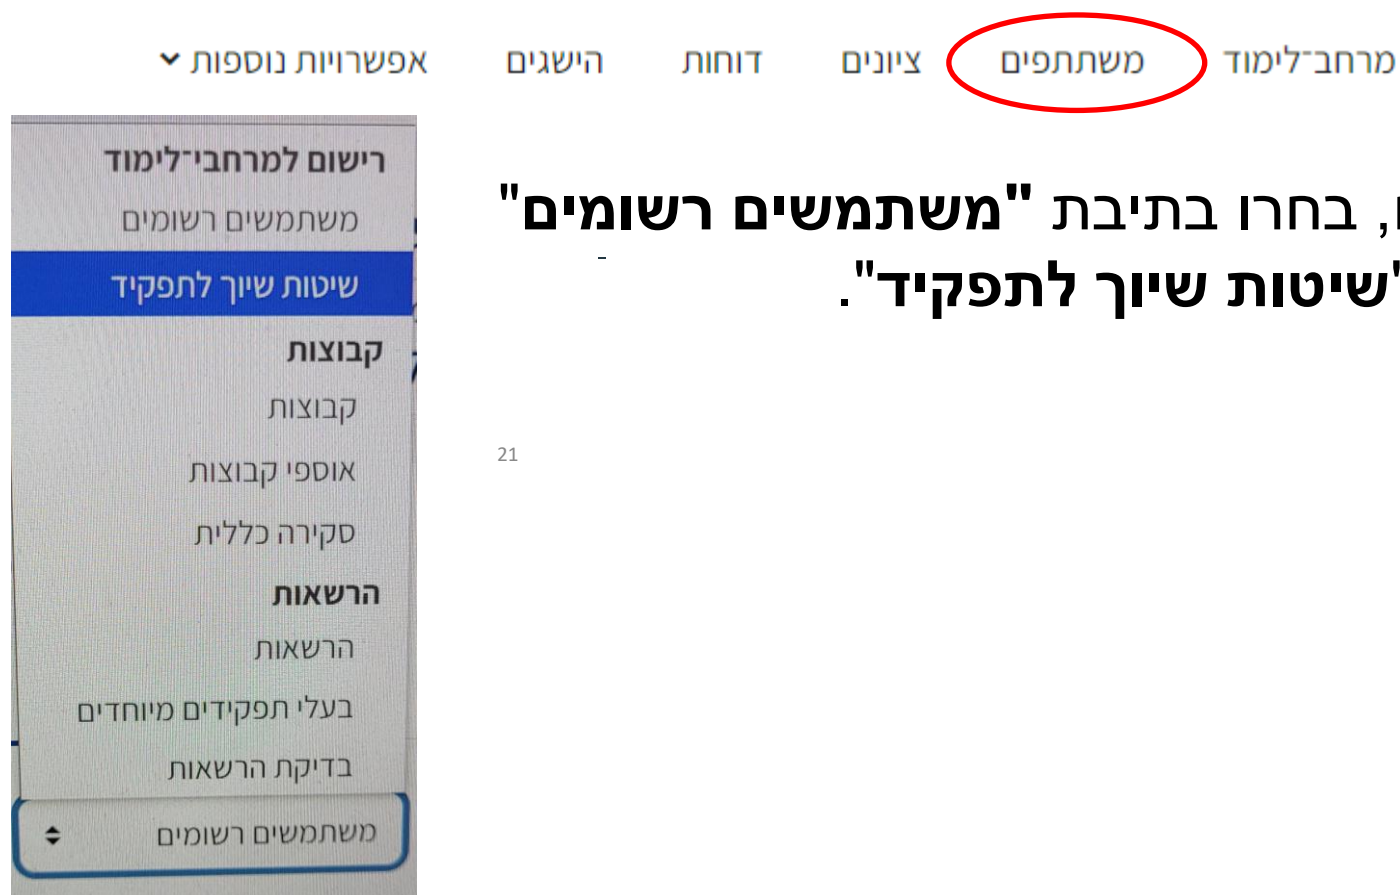 מרחב־לימוד משתתפים ציונים דוחות הישגים אפשרויות נוספות
בחרו בתיבת "משתמשים רשומים"
"שיטות שיוך לתפקיד".
רישום למרחבי־לימוד
משתמשים רשומים
שיטות שיוך לתפקיד
קבוצות
קבוצות
אוספי קבוצות
סקירה כללית
הרשאות
הרשאות
בעלי תפקידים מיוחדים
בדיקת הרשאות
משתמשים רשומים
21